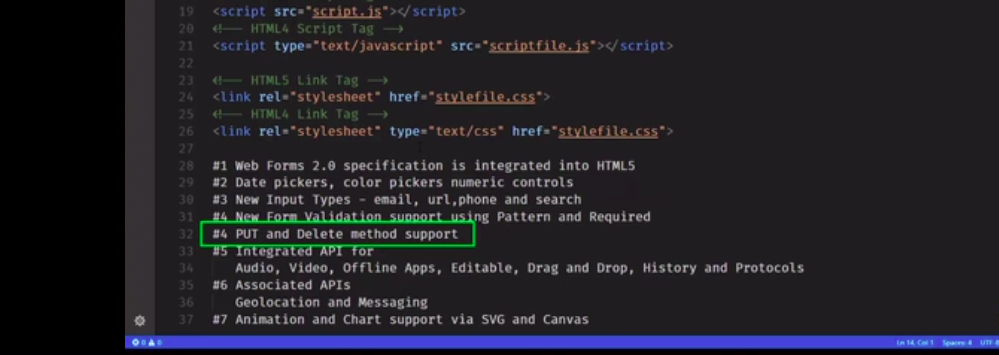 19 <script src="script.js"></script>
20 <!-- HTML4 Script Tag -->
21 <script type="text/javascript" src="scriptfile.js"></script>
22
23 <!-- HTML5 Link Tag -->
24 <link rel="stylesheet" href="stylefile.css">
25 <!-- HTML4 Link Tag -->
26 <link rel="stylesheet" type="text/css" href="stylefile.css">
27
28 #1 Web Forms 2.0 specification is integrated into HTML5
29 #2 Date pickers, color pickers numeric controls
30 #3 New Input Types - email, url,phone and search
31 #4 New Form Validation support using Pattern and Required
32 #4 PUT and Delete method support
33 #5 Integrated API for
34 Audio, Video, Offline Apps, Editable, Drag and Drop, History and Protocols
35 #6 Associated APIs
36 Geolocation and Messaging
37 #7 Animation and Chart support via SVG and Canvas
0 0 Ln 14, Col 1 Spaces: 4 UTF-8